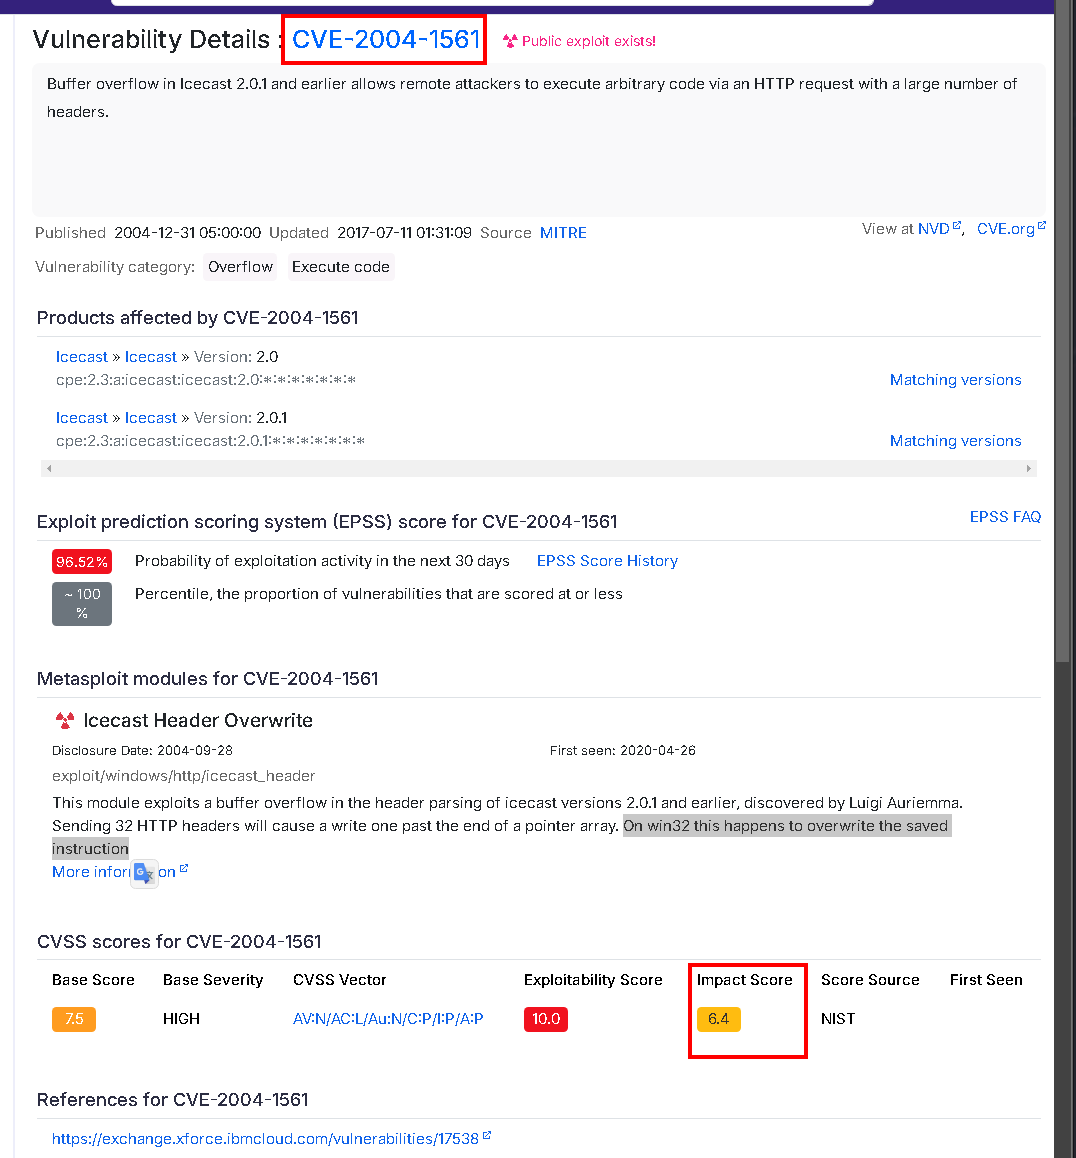 Vulnerability Details : CVE-2004-1561 Public exploit exists!
Buffer overflow in Icecast 2.0.1 and earlier allows remote attackers to execute arbitrary code via an HTTP request with a large number of
headers.
Published 2004-12-31 05:00:00 Updated 2017-07-11 01:31:09 Source MITRE
View at NVD, CVE.org
Vulnerability category: Overflow Execute code
Products affected by CVE-2004-1561
Icecast » Icecast » Version: 2.0
cpe:2.3:a:icecast:icecast:2.0:*:*:*:*:*:*:* Matching versions
Icecast » Icecast » Version: 2.0.1
cpe:2.3:a:icecast:icecast:2.0.1:*:*:*:*:*:*:* Matching versions
Exploit prediction scoring system (EPSS) score for CVE-2004-1561 EPSS FAQ
96.52% Probability of exploitation activity in the next 30 days EPSS Score History
~ 100
%
Percentile, the proportion of vulnerabilities that are scored at or less
Metasploit modules for CVE-2004-1561
Icecast Header Overwrite
Disclosure Date: 2004-09-28 First seen: 2020-04-26
exploit/windows/http/icecast_header
This module exploits a buffer overflow in the header parsing of icecast versions 2.0.1 and earlier, discovered by Luigi Auriemma.
Sending 32 HTTP headers will cause a write one past the end of a pointer array. On win32 this happens to overwrite the saved
instruction
More infor on
CVSS scores for CVE-2004-1561
Base Score Base Severity CVSS Vector Exploitability Score Impact Score Score Source First Seen
7.5 HIGH AV:N/AC:L/Au:N/C:P/I:P/A:P 10.0 6.4 NIST
References for CVE-2004-1561
https://exchange.xforce.ibmcloud.com/vulnerabilities/17538